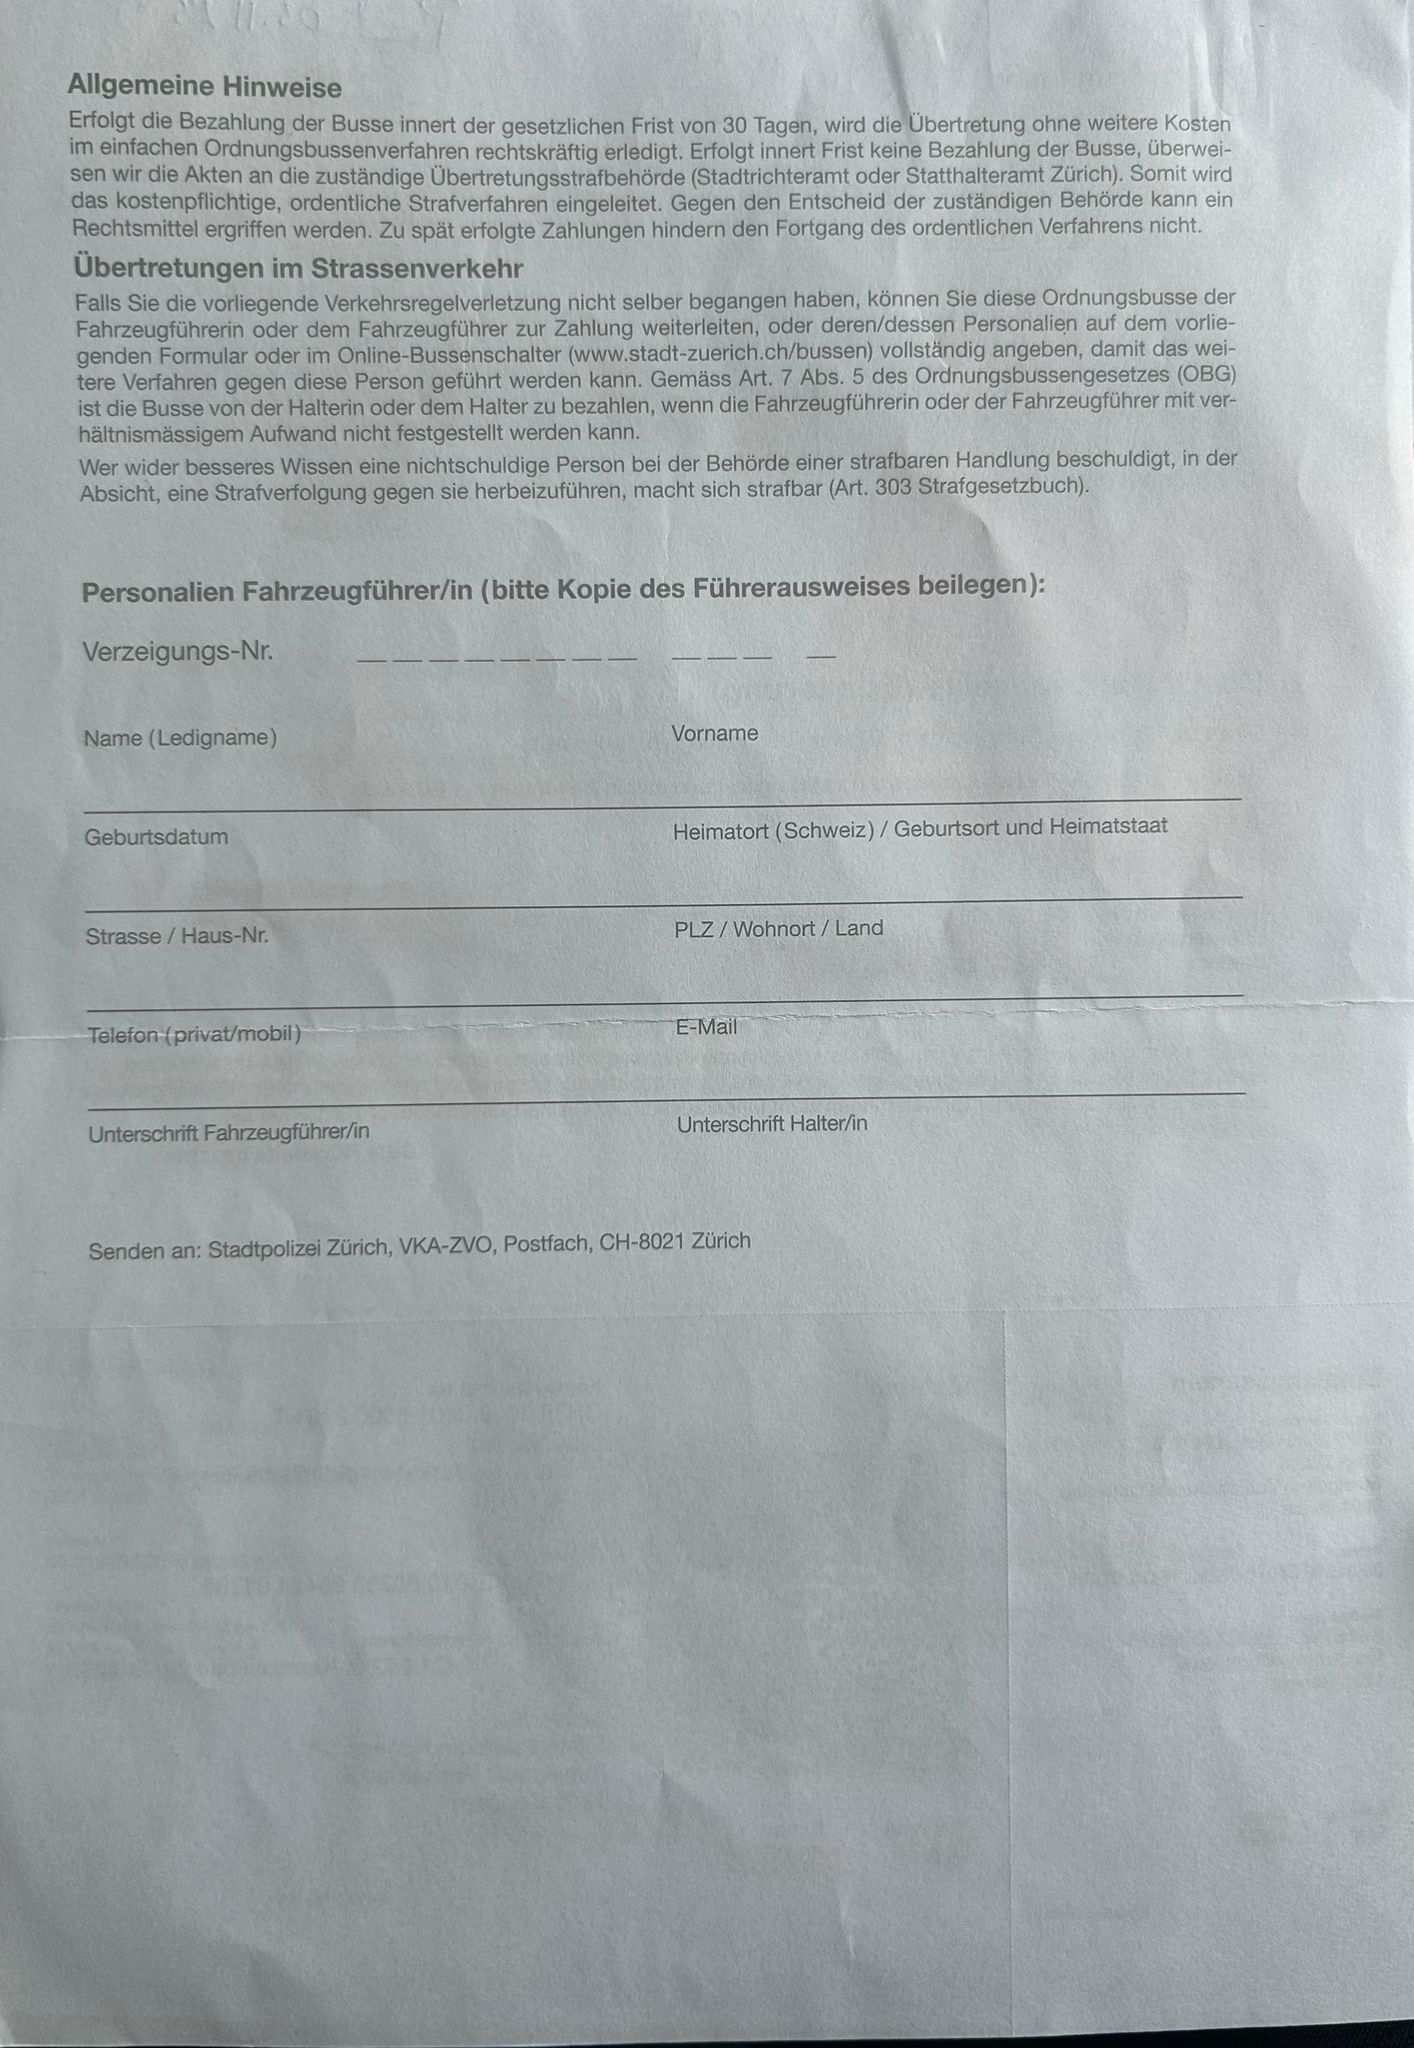 Allgemeine Hinweise
Erfolgt die Bezahlung der Busse innert der gesetzlichen Frist von 30 Tagen, wird die Übertretung ohne weitere Kosten
im einfachen Ordnungsbussenverfahren rechtskräftig erledigt. Erfolgt innert Frist keine Bezahlung der Busse, überwei-
sen wir die Akten an die zuständige Übertretungsstrafbehörde (Stadtrichteramt oder Statthalteramt Zürich). Somit wird
das kostenpflichtige, ordentliche Strafverfahren eingeleitet. Gegen den Entscheid der zuständigen Behörde kann ein
Rechtsmittel ergriffen werden. Zu spät erfolgte Zahlungen hindern den Fortgang des ordentlichen Verfahrens nicht.
Übertretungen im Strassenverkehr
Falls Sie die vorliegende Verkehrsregelverletzung nicht selber begangen haben, können Sie diese Ordnungsbusse der
Fahrzeugführerin oder dem Fahrzeugführer zur Zahlung weiterleiten, oder deren/dessen Personalien auf dem vorlie-
genden Formular oder im Online-Bussenschalter (www.stadt-zuerich.ch/bussen) vollständig angeben, damit das wei-
tere Verfahren gegen diese Person geführt werden kann. Gemäss Art. 7 Abs. 5 des Ordnungsbussengesetzes (OBG)
ist die Busse von der Halterin oder dem Halter zu bezahlen, wenn die Fahrzeugführerin oder der Fahrzeugführer mit ver-
hältnismässigem Aufwand nicht festgestellt werden kann.
Wer wider besseres Wissen eine nichtschuldige Person bei der Behörde einer strafbaren Handlung beschuldigt, in der
Absicht, eine Strafverfolgung gegen sie herbeizuführen, macht sich strafbar (Art. 303 Strafgesetzbuch).
Personalien Fahrzeugführer/in (bitte Kopie des Führerausweises beilegen):
Verzeigungs-Nr. _ _ _ _ _ _ _ _ _ _ _ _
Name (Ledigname) Vorname
Geburtsdatum Heimatort (Schweiz) / Geburtsort und Heimatstaat
Strasse / Haus-Nr. PLZ / Wohnort / Land
Telefon (privat/mobil) E-Mail
Unterschrift Fahrzeugführer/in Unterschrift Halter/in
Senden an: Stadtpolizei Zürich, VKA-ZVO, Postfach, CH-8021 Zürich